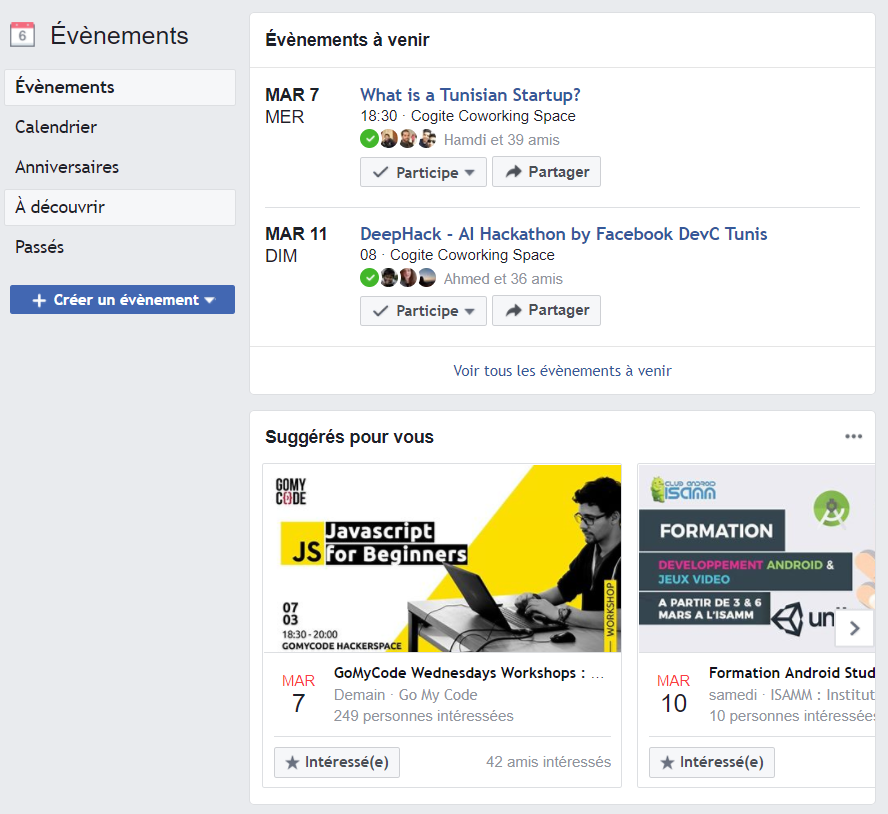 6
Évènements
Évènements
Calendrier
Anniversaires
À découvrir
Passés
Créer un évènement
Évènements à venir
MAR 7
MER
What is a Tunisian Startup?
18:30 · Cogite Coworking Space
Hamdi et 39 amis
Participe
Partager
MAR 11
DIM
DeepHack - AI Hackathon by Facebook DevC Tunis
08 · Cogite Coworking Space
Ahmed et 36 amis
Participe
Partager
Voir tous les évènements à venir
Suggérés pour vous
GOMY
CODE
JS
Javascript
for Beginners
07
03
18:30 - 20:00
GOMYCODE HACKERSPACE
WORKSHOP
MAR
7
GoMyCode Wednesdays Workshops : ...
Demain · Go My Code
249 personnes intéressées
Intéressé(e)
42 amis intéressés
CLUB ANDROID
ISAMM
FORMATION
DEVELOPPEMENT ANDROID &
JEUX VIDEO
A PARTIR DE 3 & 6
MARS A L'ISAMM
MAR
10
Formation Android Stud
samedi · ISAMM : Institut
10 personnes intéressées
Intéressé(e)